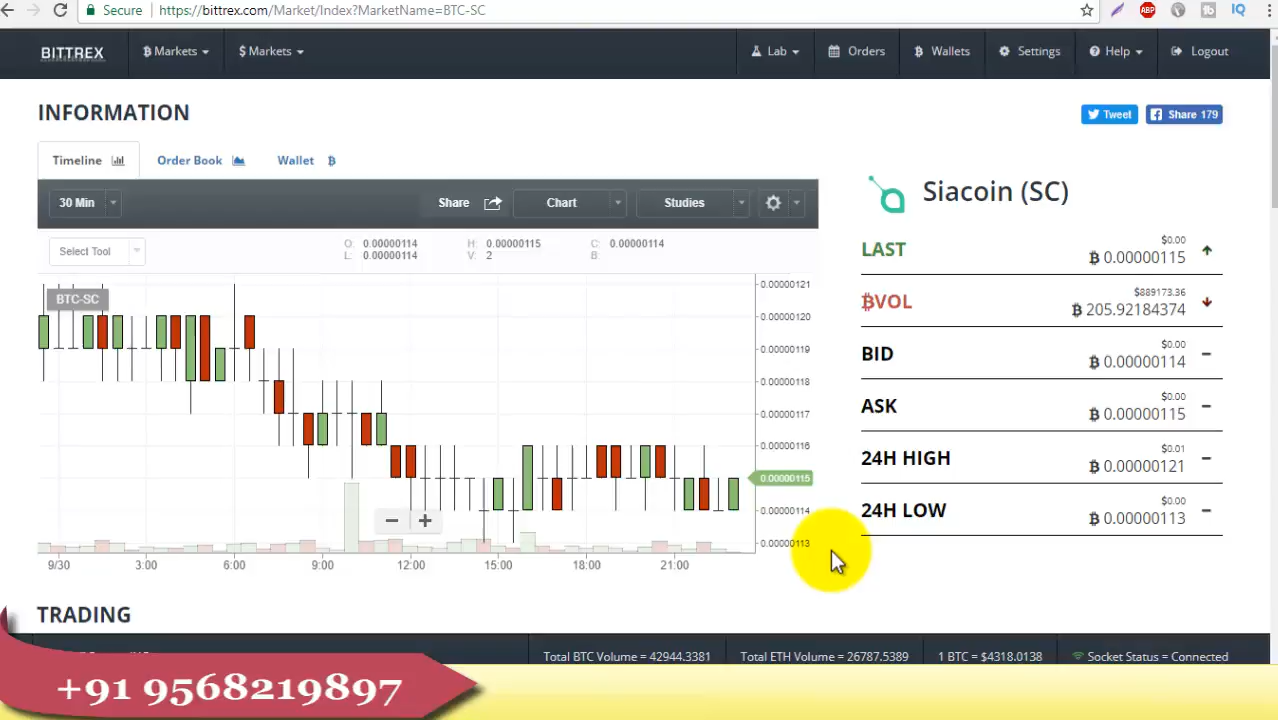 Secure https://bittrex.com/Market/Index?MarketName=BTC-SC ABP IQ
BITTREX Ƀ Markets $ Markets Lab Orders Ƀ Wallets Settings Help Logout
INFORMATION
Tweet Share 179
Timeline Order Book Wallet Ƀ
30 Min Share Chart Studies
Select Tool
O: 0.00000114 H: 0.00000115 C: 0.00000114
L: 0.00000114 V: 2 B:
BTC-SC
0.00000121
0.00000120
0.00000119
0.00000118
0.00000117
0.00000116
0.00000115
0.00000114
0.00000113
− +
9/30 3:00 6:00 9:00 12:00 15:00 18:00 21:00
Siacoin (SC)
LAST $0.00
Ƀ 0.00000115
ɃVOL $889173.36
Ƀ 205.92184374
BID $0.00
Ƀ 0.00000114
ASK $0.00
Ƀ 0.00000115
24H HIGH $0.01
Ƀ 0.00000121
24H LOW $0.00
Ƀ 0.00000113
TRADING
Total BTC Volume = 42944.3381 Total ETH Volume = 26787.5389 1 BTC = $4318.0138 Socket Status = Connected
+91 9568219897